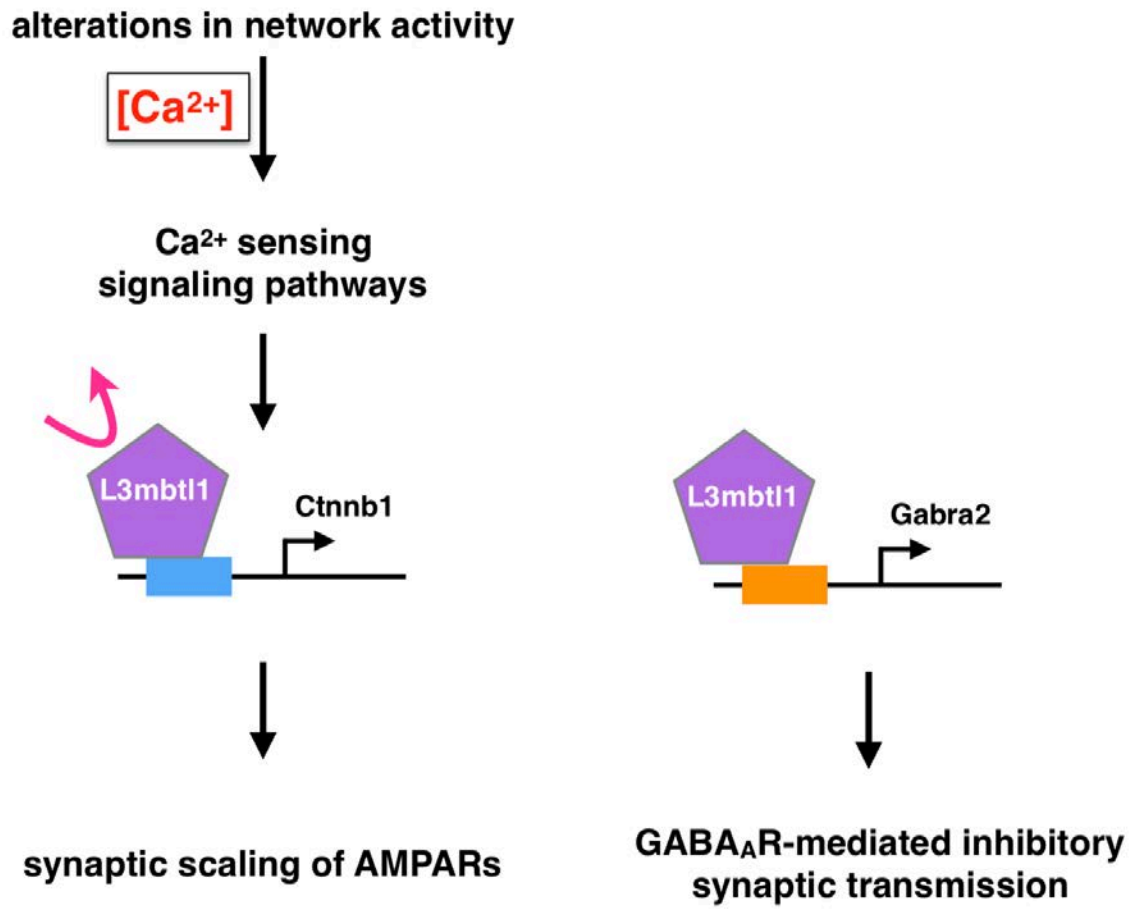 alterations in network activity
[Ca²⁺]
Ca²⁺ sensing
signaling pathways
L3mbtl1
Ctnnb1
synaptic scaling of AMPARs
L3mbtl1
Gabra2
GABAₐR-mediated inhibitory
synaptic transmission